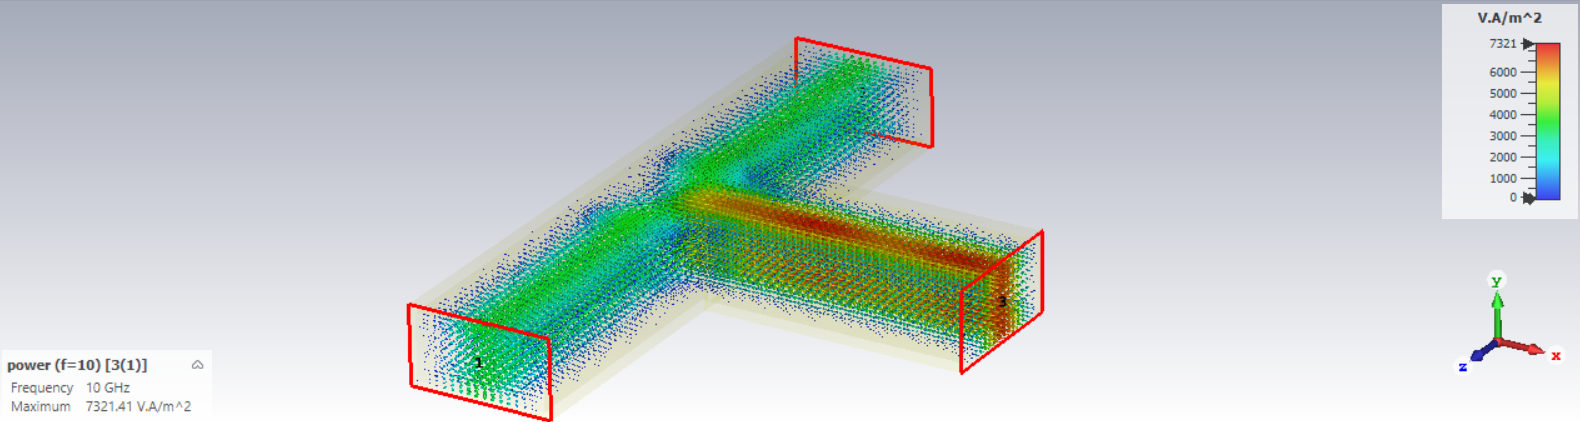 V.A/m^2
7321
6000
5000
4000
3000
2000
1000
0
1
3
y
x
z
power (f=10) [3(1)]
Frequency 10 GHz
Maximum 7321.41 V.A/m^2